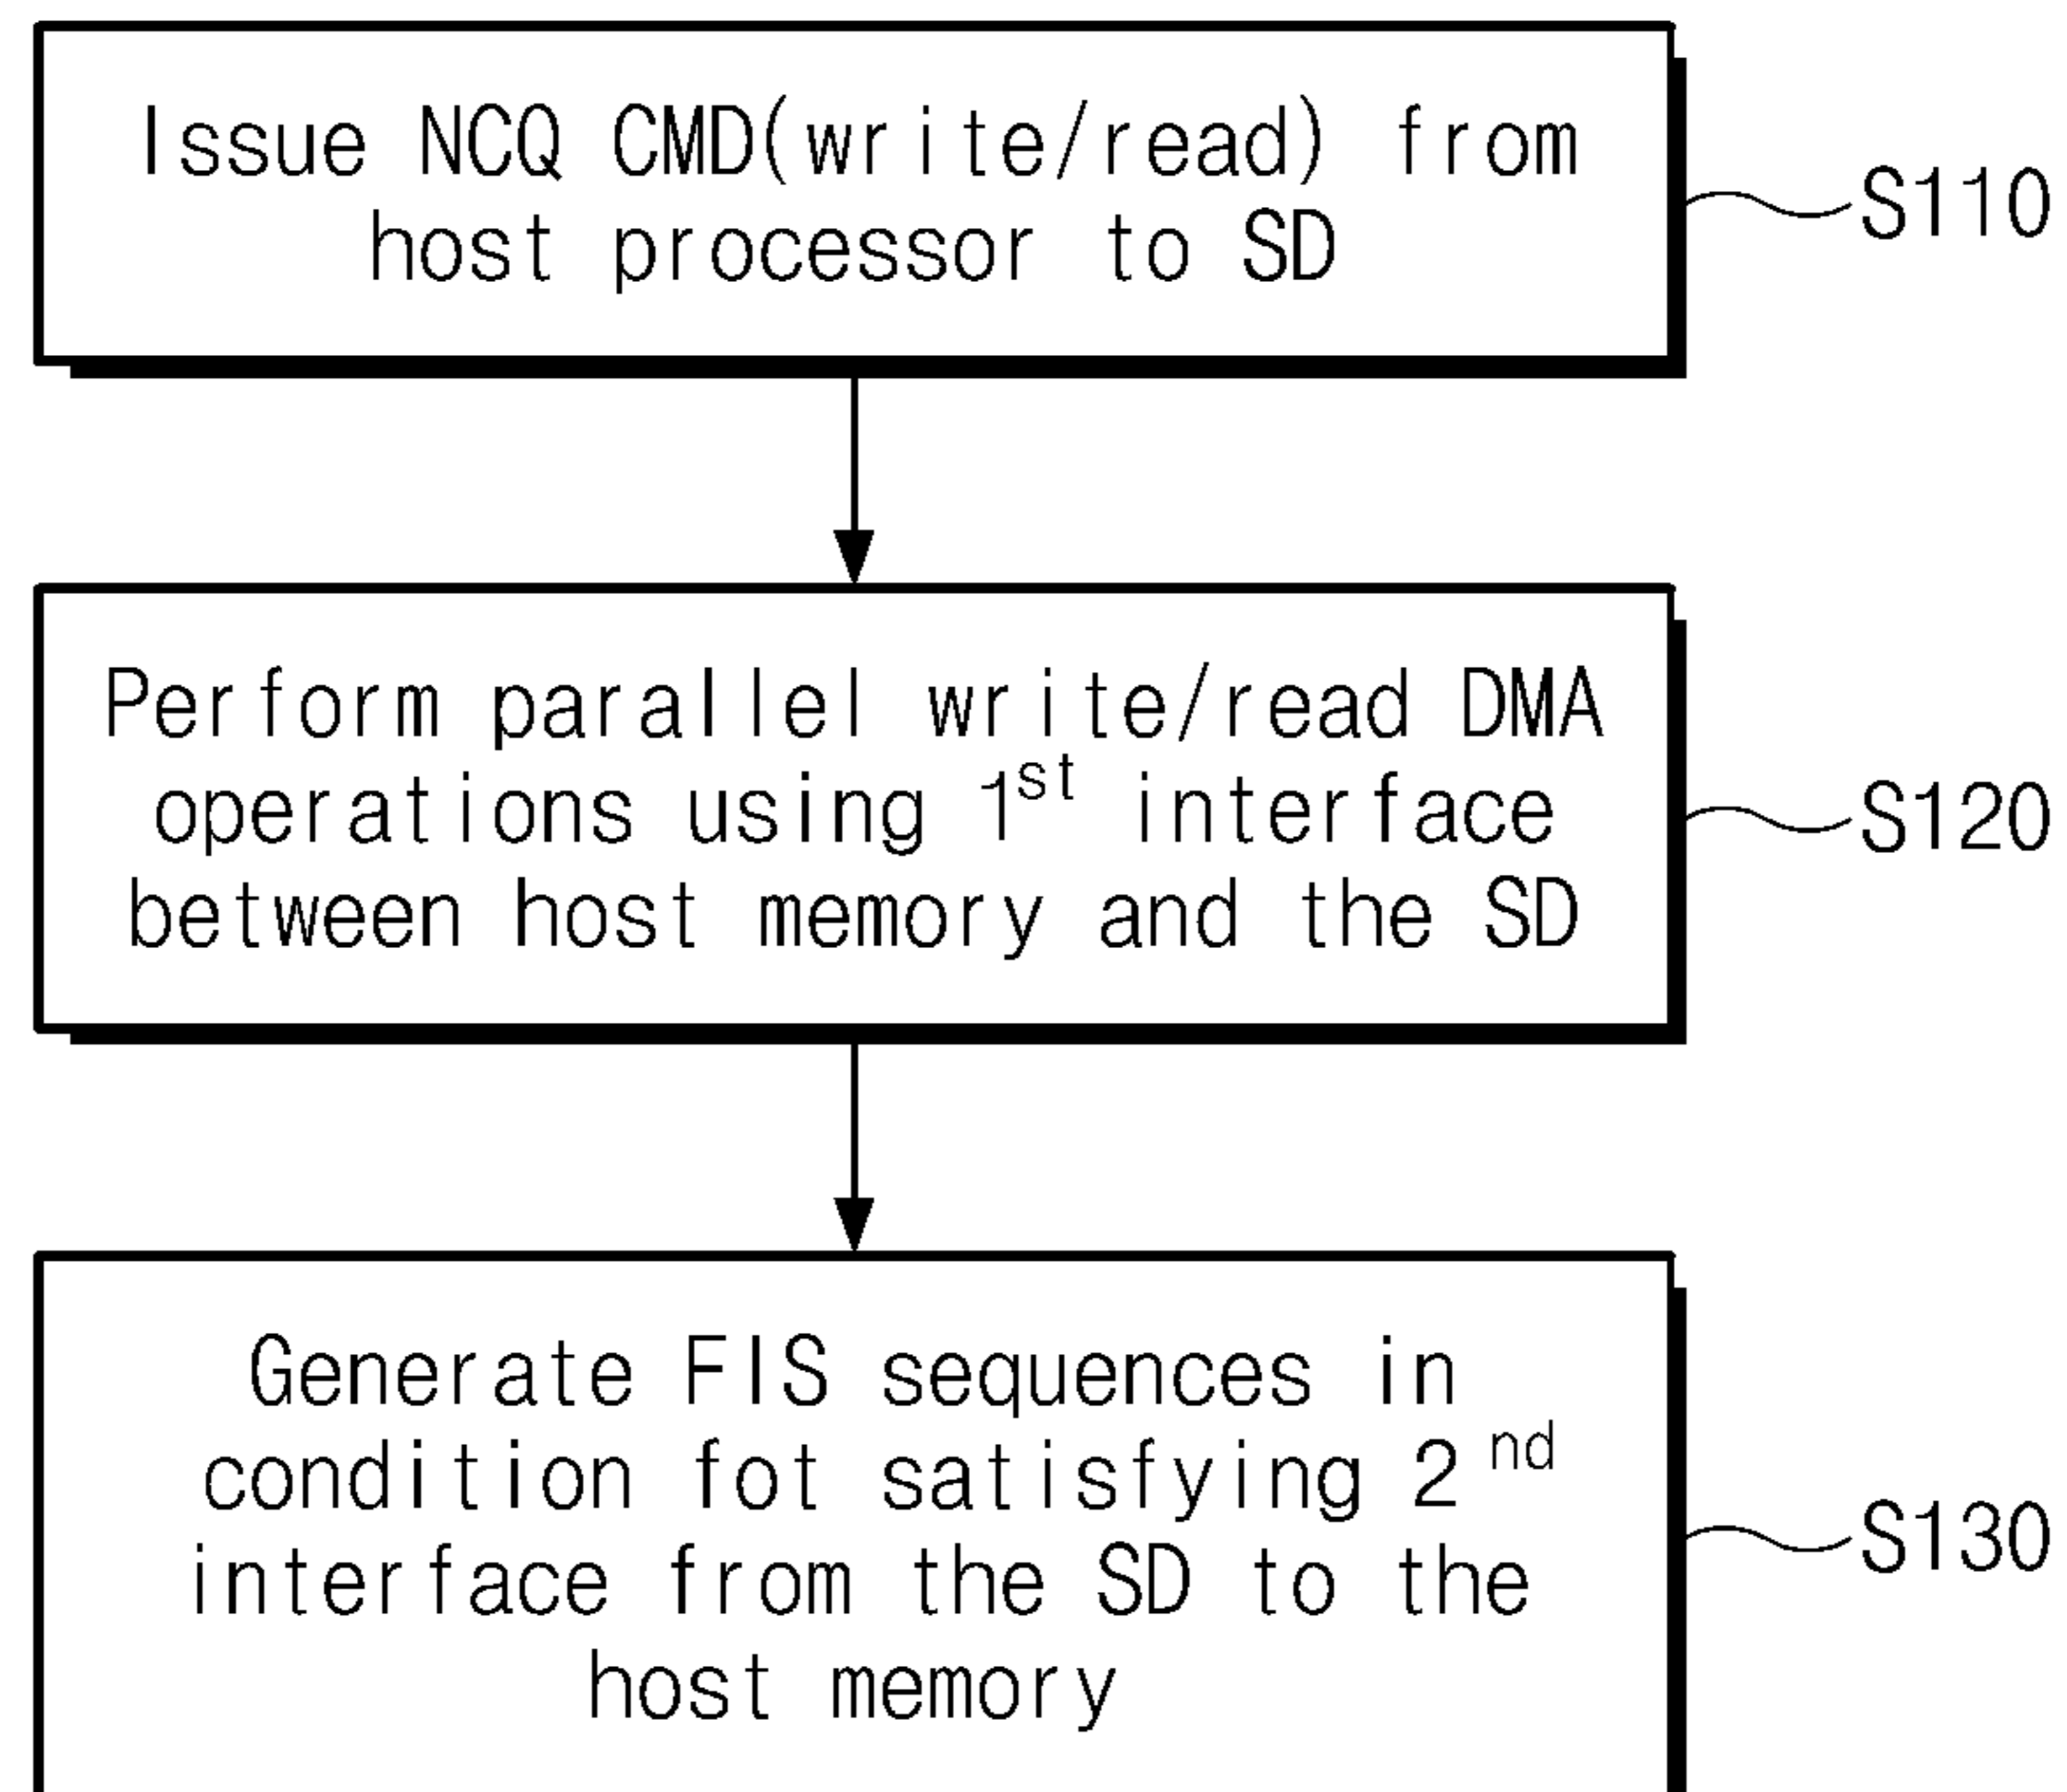 Issue NCQ CMD(write/read) from
host processor to SD
S110
Perform parallel write/read DMA
operations using 1st interface
between host memory and the SD
S120
Generate FIS sequences in
condition fot satisfying 2nd
interface from the SD to the
host memory
S130